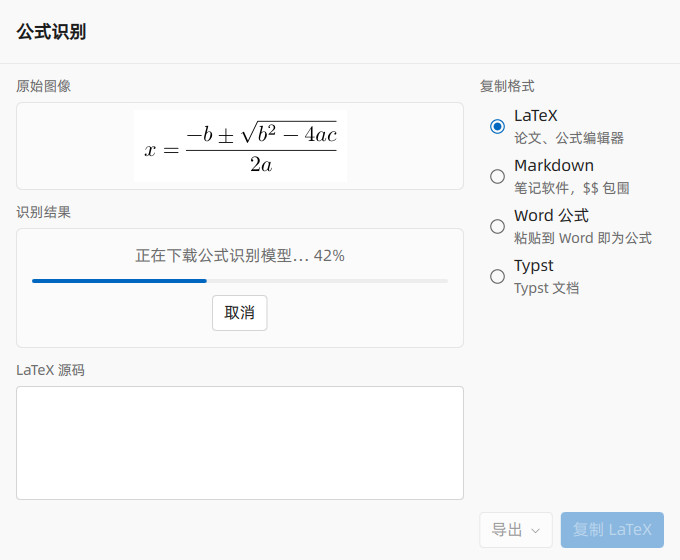 公式识别
原始图像
x = \frac{-b \pm \sqrt{b^2 - 4ac}}{2a}
识别结果
正在下载公式识别模型... 42%
取消
LaTeX 源码
复制格式
LaTeX
论文、公式编辑器
Markdown
笔记软件，$$ 包围
Word 公式
粘贴到 Word 即为公式
Typst
Typst 文档
导出
复制 LaTeX